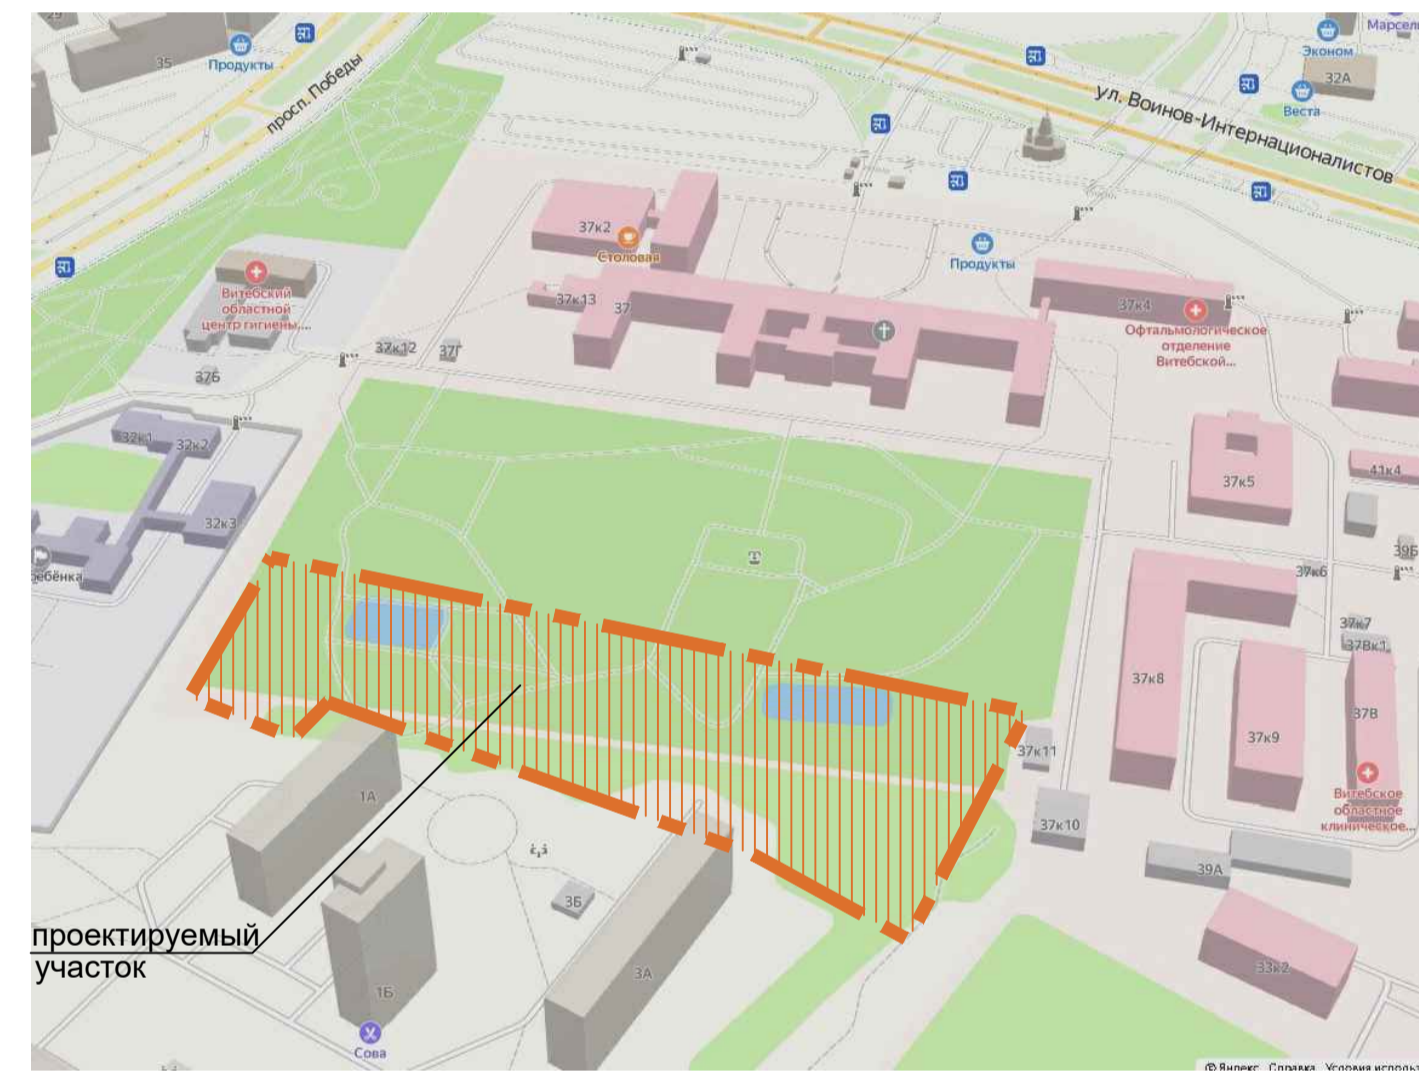 29
35
Продукты
просп. Победы
Марсель
Эконом
32А
Веста
ул. Воинов-Интернационалистов
37к2
Столовая
Продукты
Витебский
областной
центр гигиены,...
37к13
37
37к4
Офтальмологическое
отделение
Витебской...
37к12
37Г
37Б
32к1
32к2
32к3
ебёнка
37к5
41к4
39Б
37к6
37к7
37Вк1
37к8
37к9
37В
37к11
37к10
Витебское
областное
клиническое...
1А
39А
3Б
проектируемый
участок
3А
33к2
1Б
Сова
© Яндекс Справка Условия использ